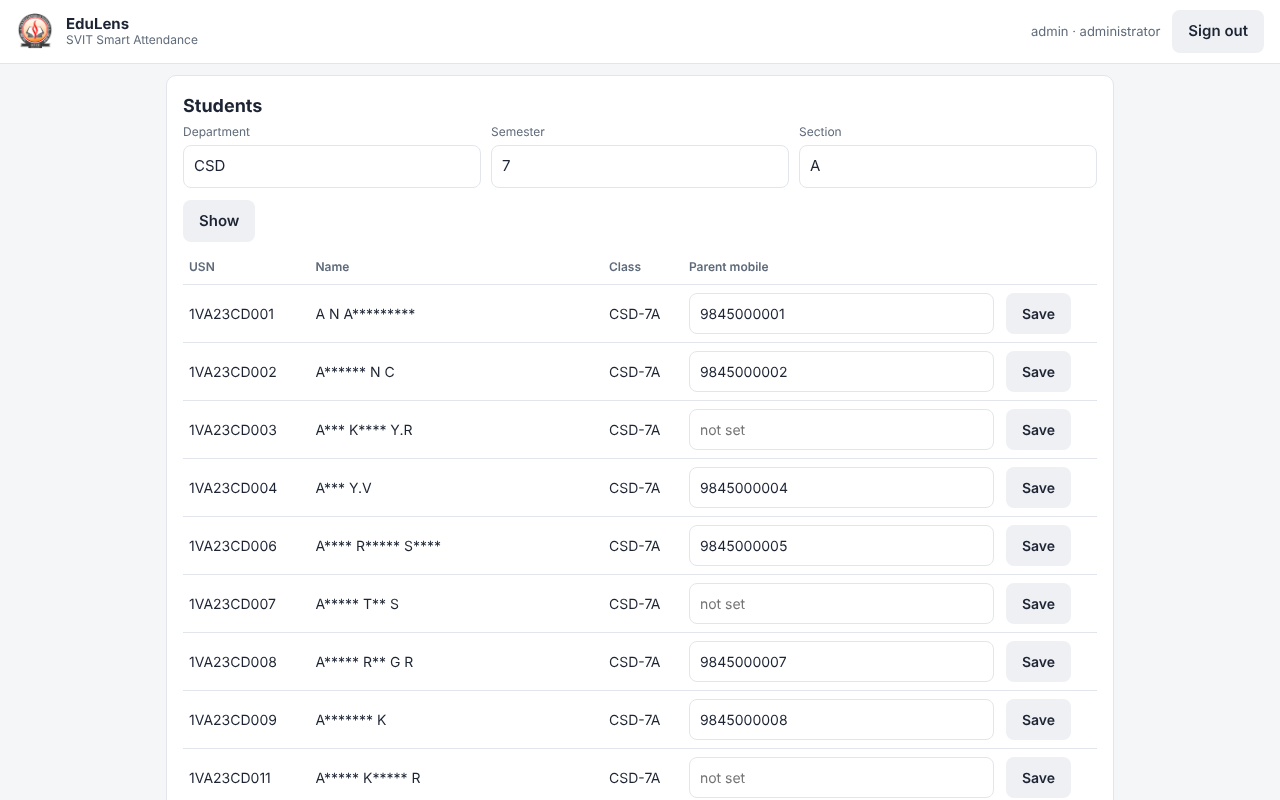 EduLens
SVIT Smart Attendance
admin · administrator
Sign out
Students
Department Semester Section
CSD 7 A
Show
USN Name Class Parent mobile
1VA23CD001 A N A********* CSD-7A 9845000001 Save
1VA23CD002 A****** N C CSD-7A 9845000002 Save
1VA23CD003 A*** K**** Y.R CSD-7A not set Save
1VA23CD004 A*** Y.V CSD-7A 9845000004 Save
1VA23CD006 A**** R***** S**** CSD-7A 9845000005 Save
1VA23CD007 A***** T** S CSD-7A not set Save
1VA23CD008 A***** R** G R CSD-7A 9845000007 Save
1VA23CD009 A******* K CSD-7A 9845000008 Save
1VA23CD011 A***** K***** R CSD-7A not set Save